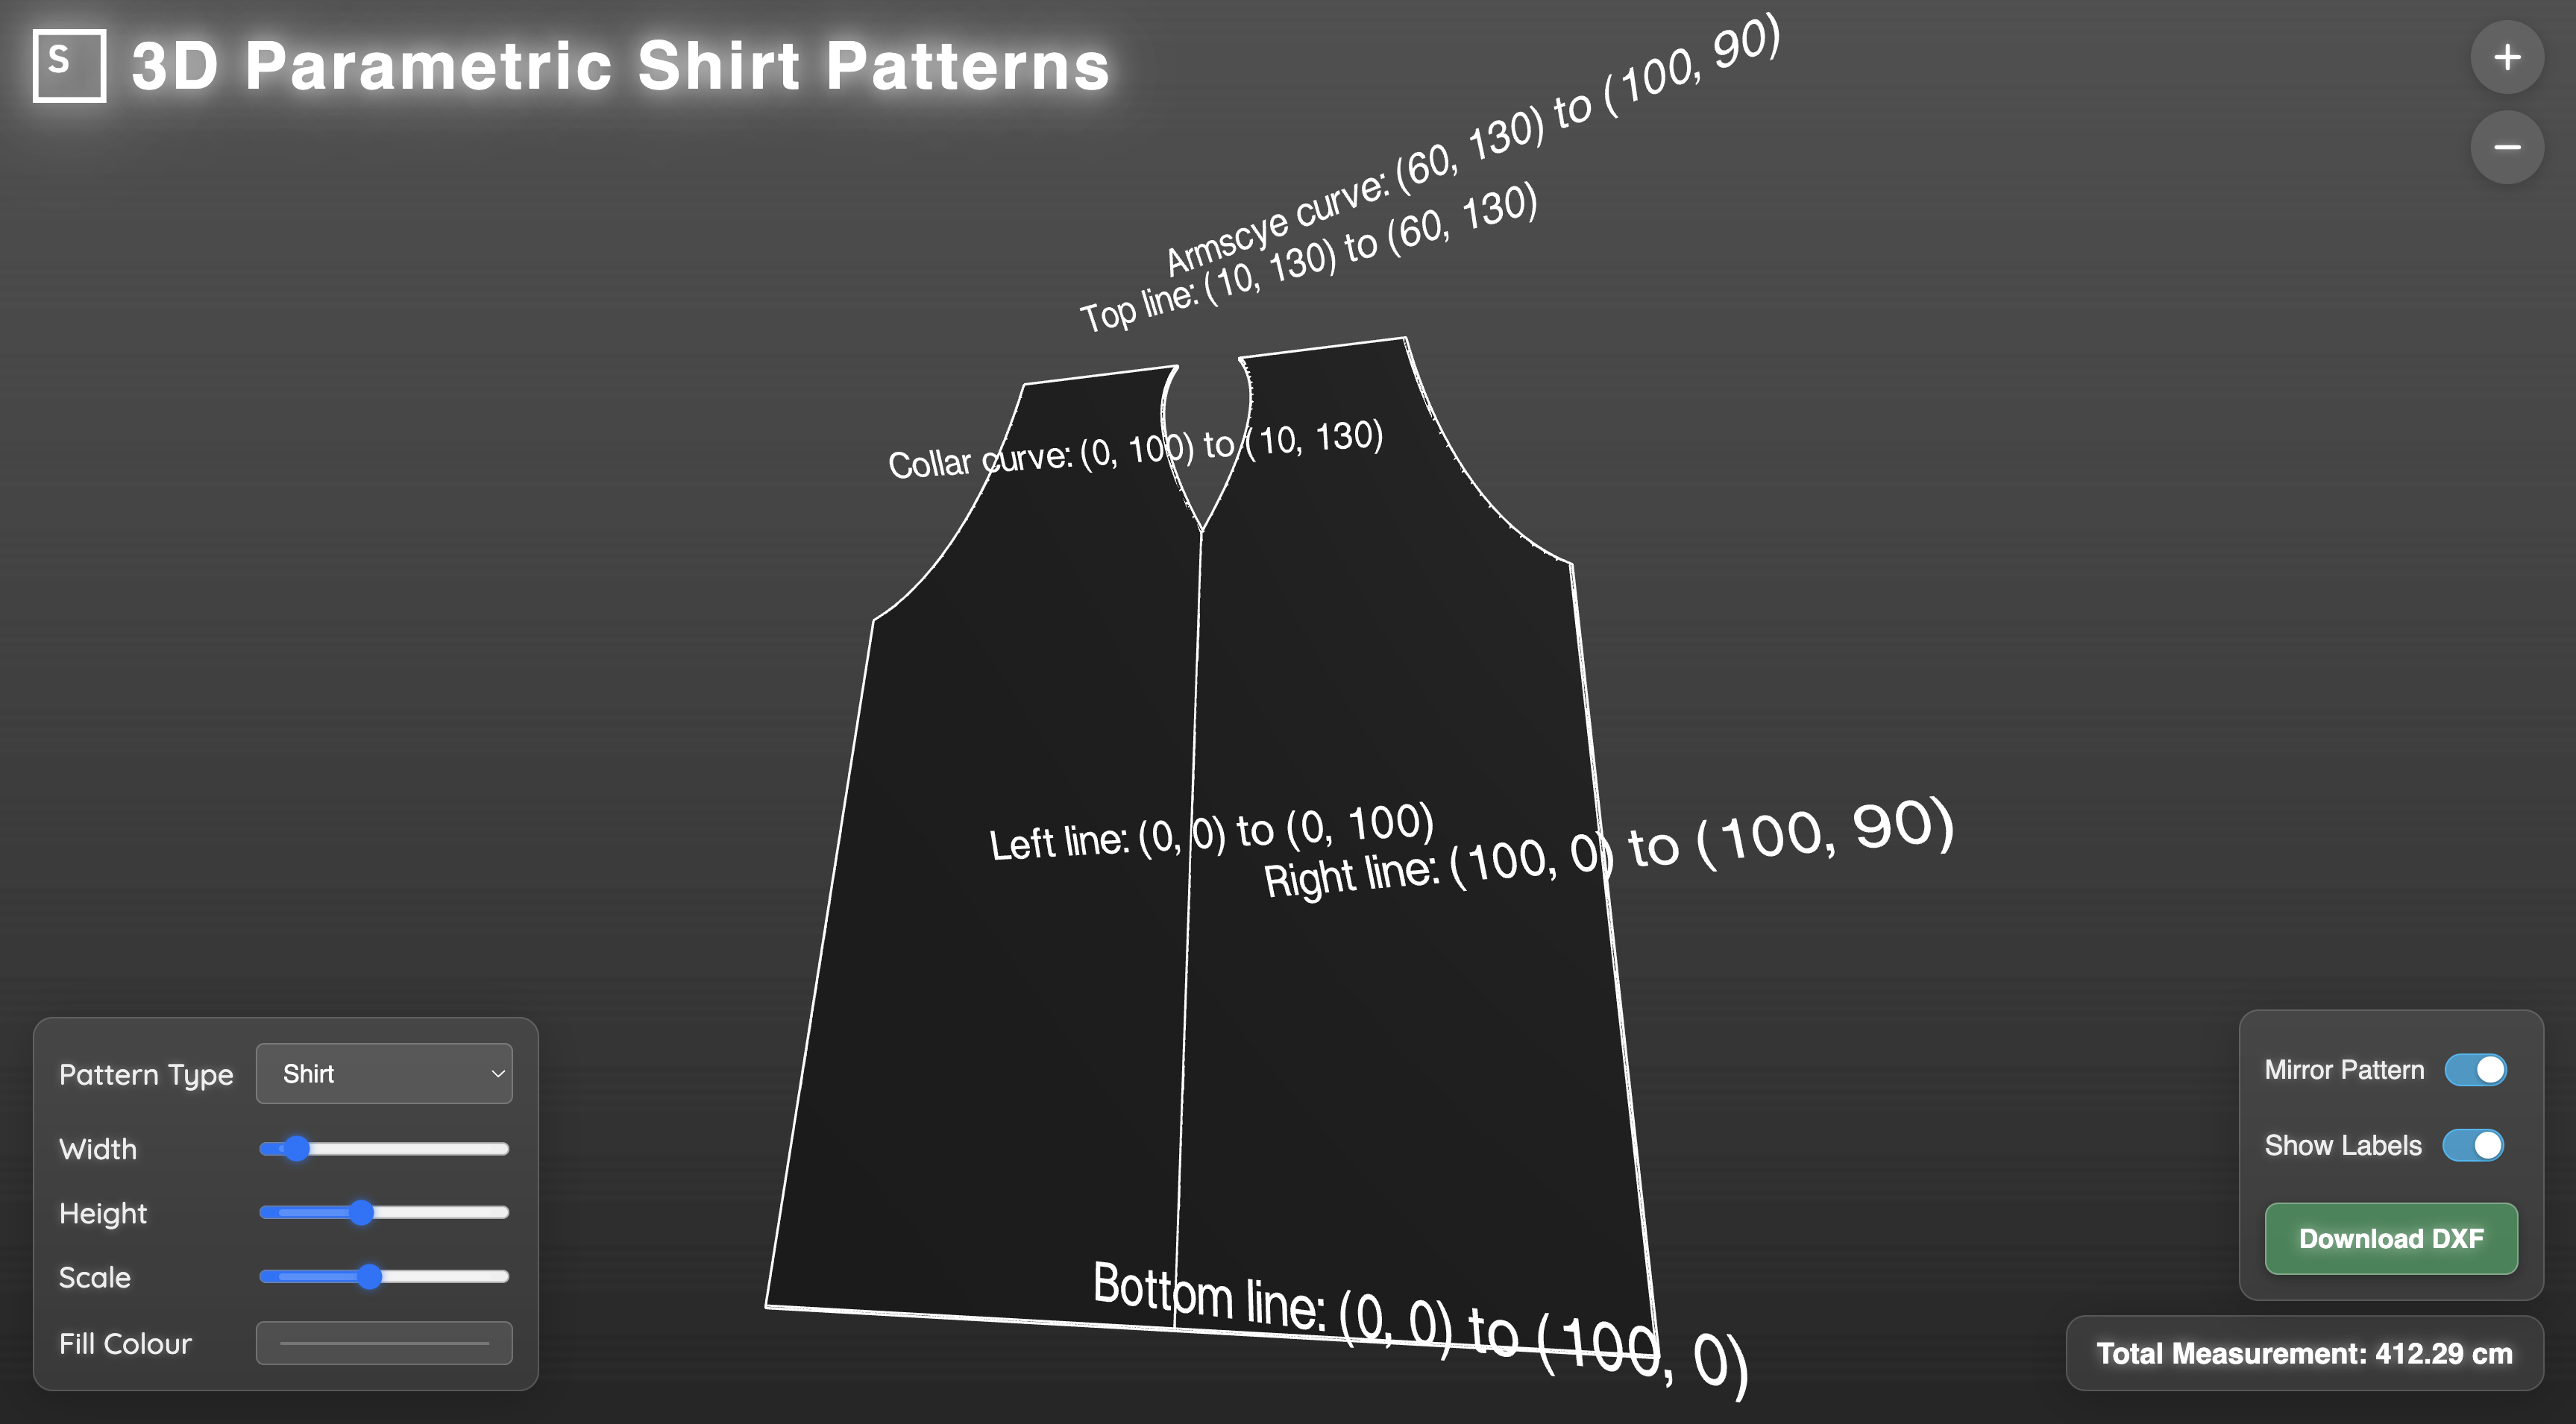 S
3D Parametric Shirt Patterns
+
−
Armscye curve: (60, 130) to (100, 90)
Top line: (10, 130) to (60, 130)
Collar curve: (0, 100) to (10, 130)
Left line: (0, 0) to (0, 100)
Right line: (100, 0) to (100, 90)
Bottom line: (0, 0) to (100, 0)
Pattern Type
Shirt
Width
Height
Scale
Fill Colour
Mirror Pattern
Show Labels
Download DXF
Total Measurement: 412.29 cm